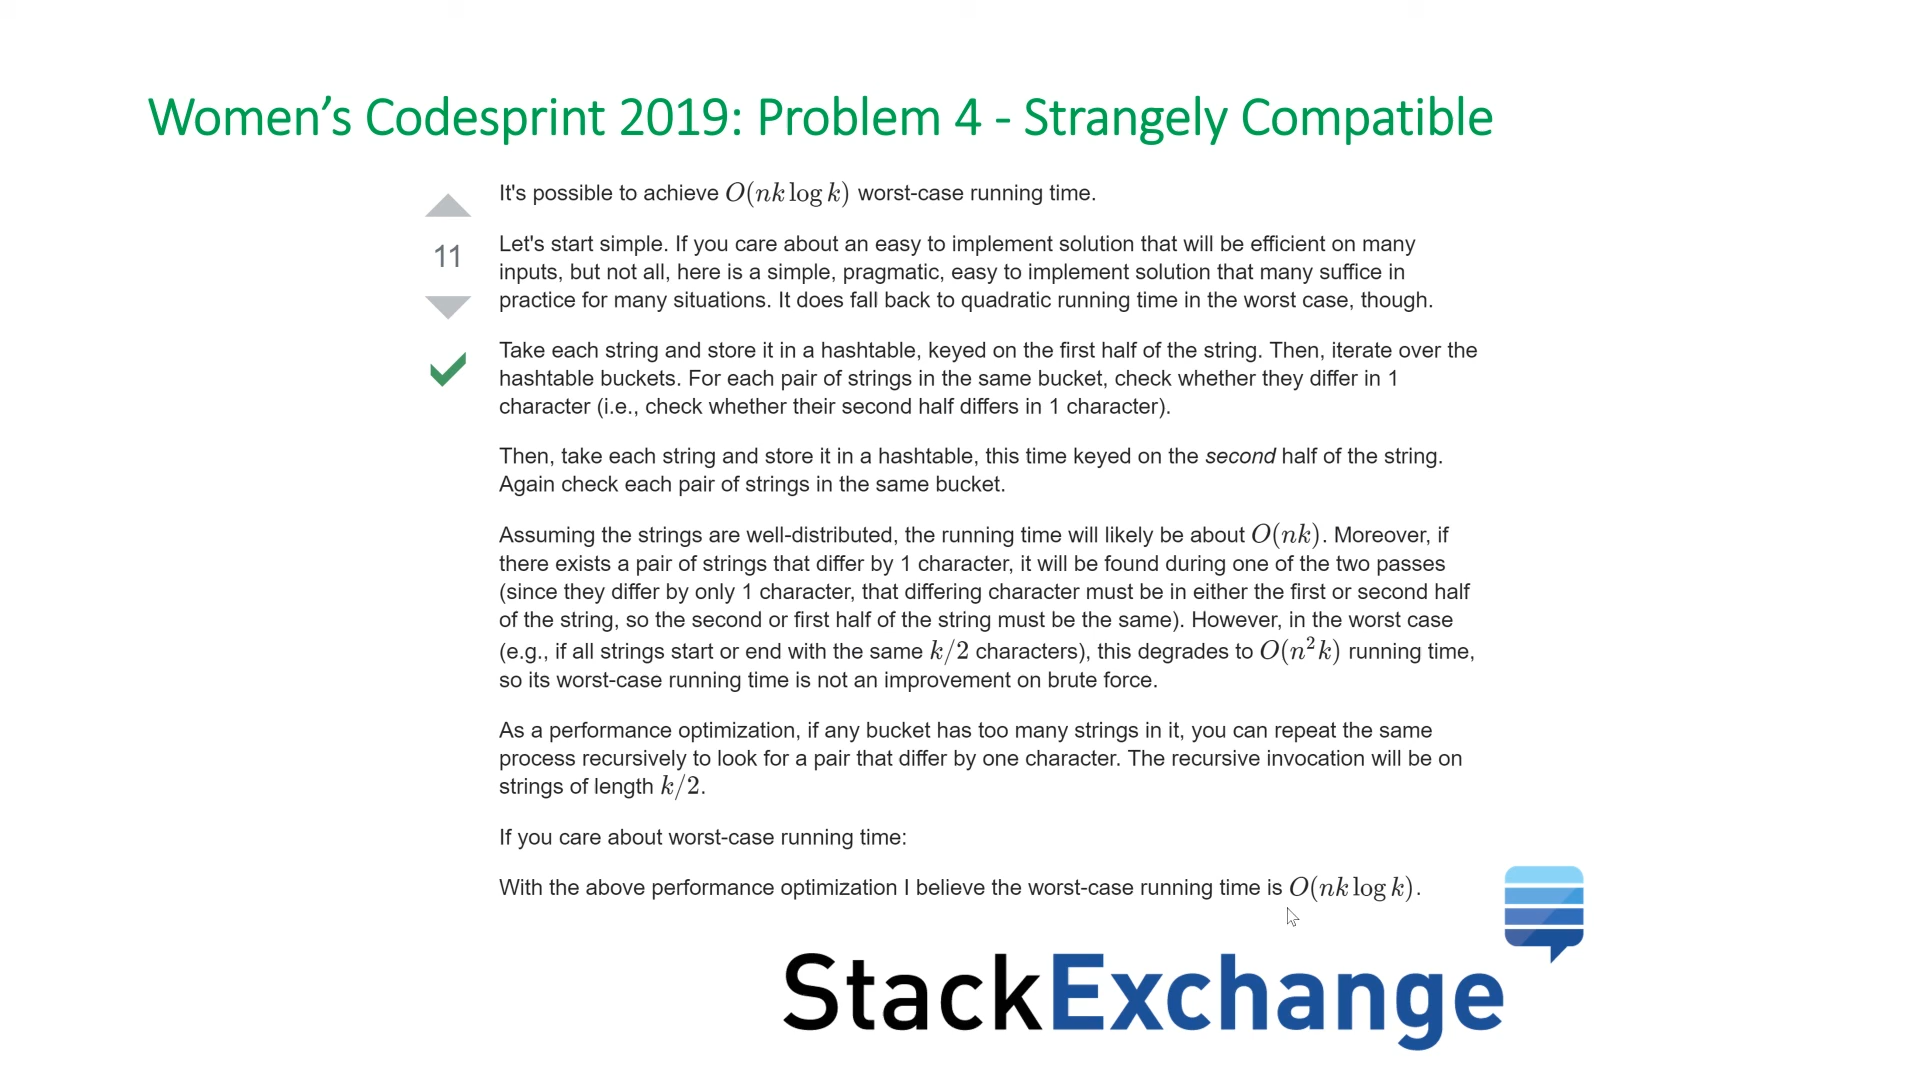 Women's Codesprint 2019: Problem 4 - Strangely Compatible
It's possible to achieve O(nk log k) worst-case running time.
11
Let's start simple. If you care about an easy to implement solution that will be efficient on many
inputs, but not all, here is a simple, pragmatic, easy to implement solution that many suffice in
practice for many situations. It does fall back to quadratic running time in the worst case, though.
Take each string and store it in a hashtable, keyed on the first half of the string. Then, iterate over the
hashtable buckets. For each pair of strings in the same bucket, check whether they differ in 1
character (i.e., check whether their second half differs in 1 character).
Then, take each string and store it in a hashtable, this time keyed on the second half of the string.
Again check each pair of strings in the same bucket.
Assuming the strings are well-distributed, the running time will likely be about O(nk). Moreover, if
there exists a pair of strings that differ by 1 character, it will be found during one of the two passes
(since they differ by only 1 character, that differing character must be in either the first or second half
of the string, so the second or first half of the string must be the same). However, in the worst case
(e.g., if all strings start or end with the same k/2 characters), this degrades to O(n²k) running time,
so its worst-case running time is not an improvement on brute force.
As a performance optimization, if any bucket has too many strings in it, you can repeat the same
process recursively to look for a pair that differ by one character. The recursive invocation will be on
strings of length k/2.
If you care about worst-case running time:
With the above performance optimization I believe the worst-case running time is O(nk log k).
StackExchange